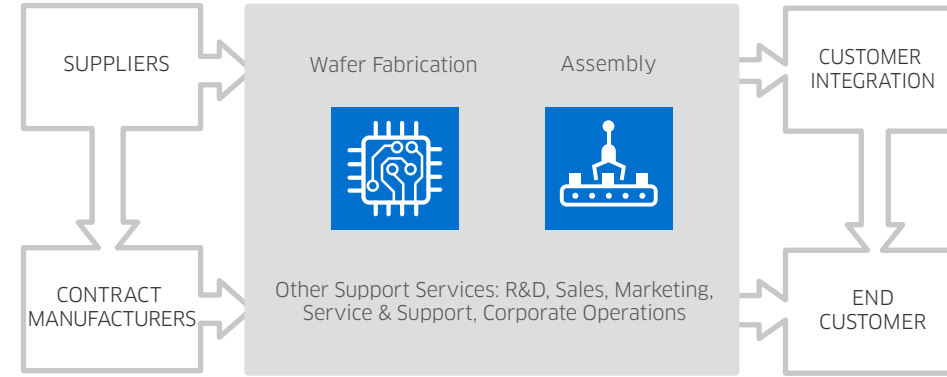 SUPPLIERS
Wafer Fabrication
Assembly
CUSTOMER
INTEGRATION
CONTRACT
MANUFACTURERS
Other Support Services: R&D, Sales, Marketing,
Service & Support, Corporate Operations
END
CUSTOMER